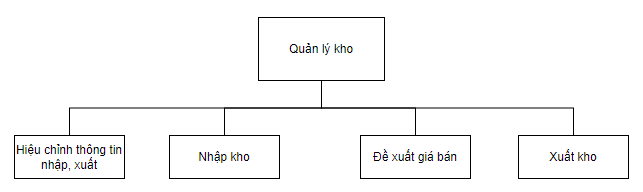 Quản lý kho
Hiệu chỉnh thông tin
nhập, xuất
Nhập kho
Đề xuất giá bán
Xuất kho